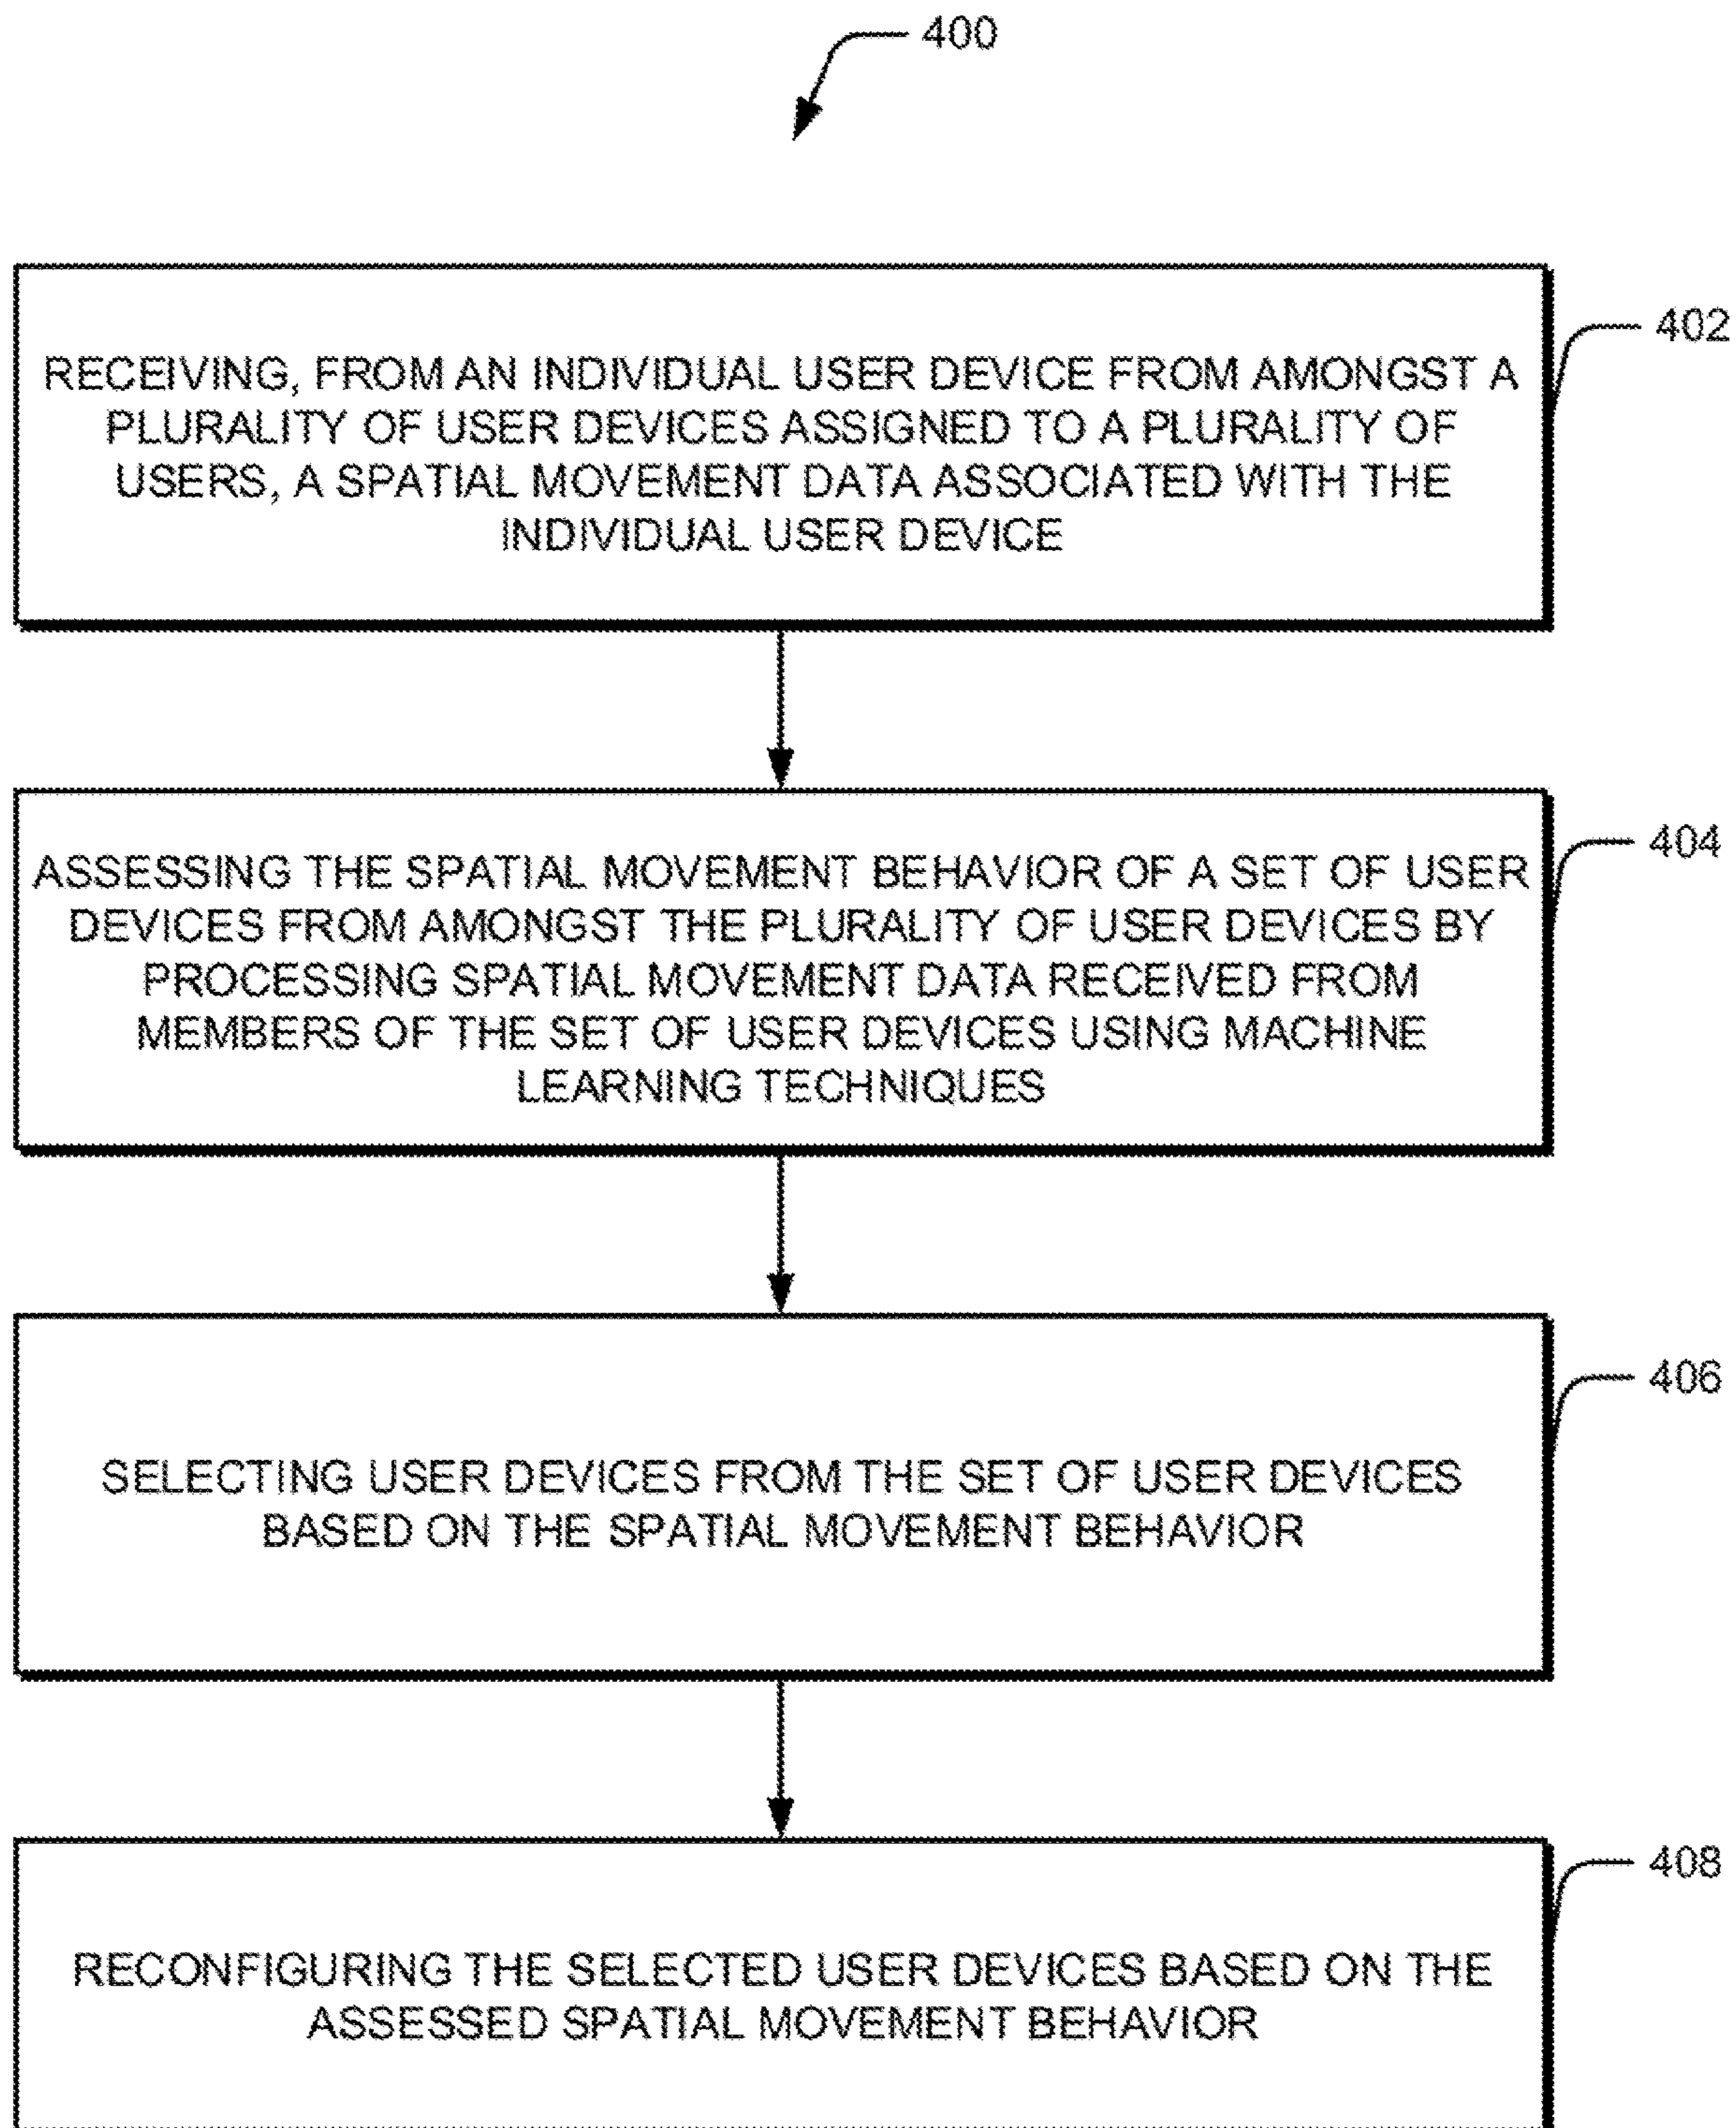 400
402
RECEIVING, FROM AN INDIVIDUAL USER DEVICE FROM AMONGST A
PLURALITY OF USER DEVICES ASSIGNED TO A PLURALITY OF
USERS, A SPATIAL MOVEMENT DATA ASSOCIATED WITH THE
INDIVIDUAL USER DEVICE
404
ASSESSING THE SPATIAL MOVEMENT BEHAVIOR OF A SET OF USER
DEVICES FROM AMONGST THE PLURALITY OF USER DEVICES BY
PROCESSING SPATIAL MOVEMENT DATA RECEIVED FROM
MEMBERS OF THE SET OF USER DEVICES USING MACHINE
LEARNING TECHNIQUES
406
SELECTING USER DEVICES FROM THE SET OF USER DEVICES
BASED ON THE SPATIAL MOVEMENT BEHAVIOR
408
RECONFIGURING THE SELECTED USER DEVICES BASED ON THE
ASSESSED SPATIAL MOVEMENT BEHAVIOR